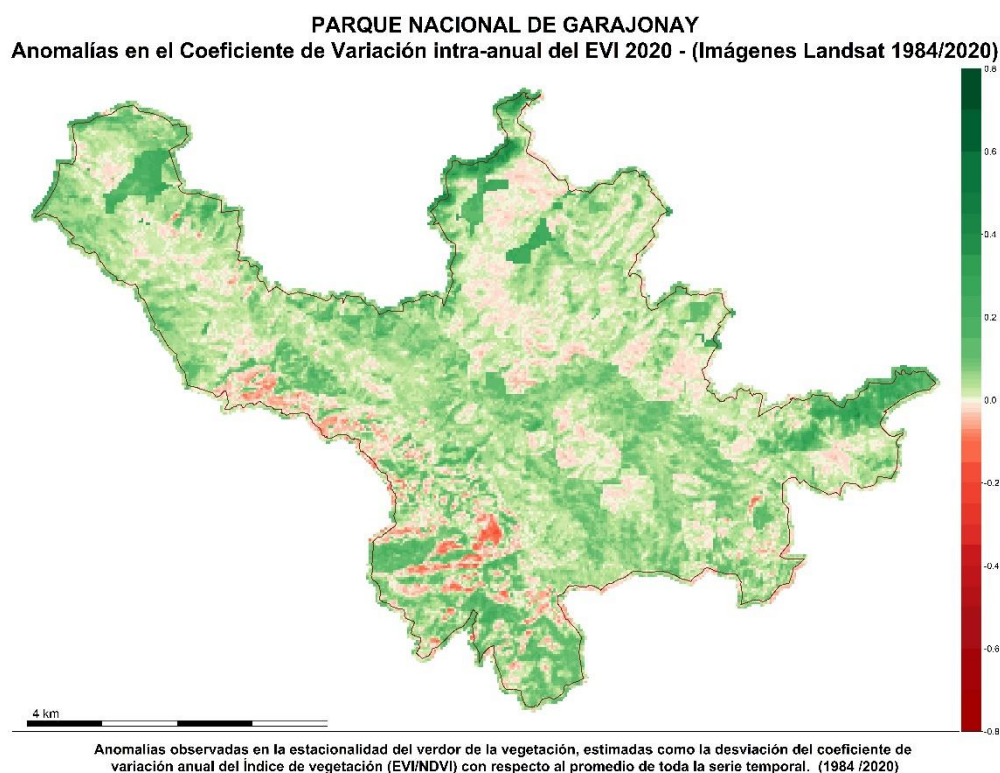 PARQUE NACIONAL DE GARAJONAY
Anomalías en el Coeficiente de Variación intra-anual del EVI 2020 - (Imágenes Landsat 1984/2020)
0.8
0.6
0.4
0.2
0.0
-0.2
-0.4
-0.6
-0.8
4 km
Anomalías observadas en la estacionalidad del verdor de la vegetación, estimadas como la desviación del coeficiente de
variación anual del Índice de vegetación (EVI/NDVI) con respecto al promedio de toda la serie temporal. (1984 /2020)